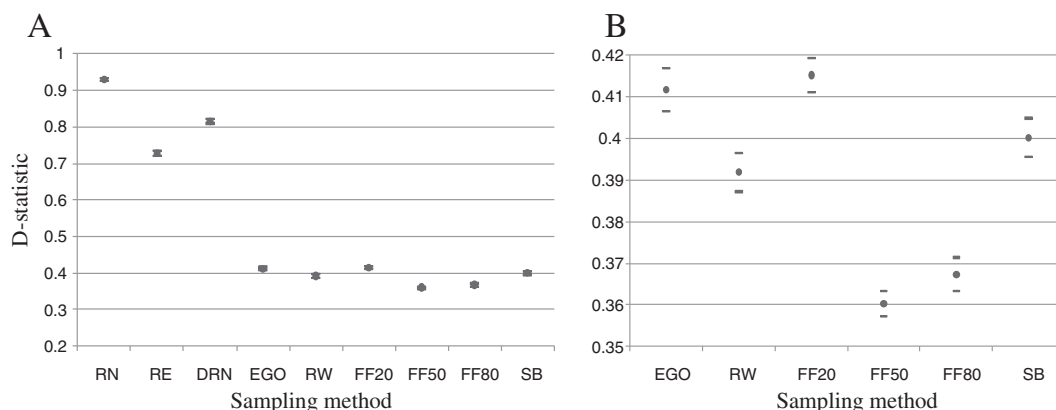 A
1
0.9
0.8
0.7
0.6
0.5
0.4
0.3
0.2
D-statistic
RN RE DRN EGO RW FF20 FF50 FF80 SB
Sampling method
B
0.42
0.41
0.4
0.39
0.38
0.37
0.36
0.35
EGO RW FF20 FF50 FF80 SB
Sampling method